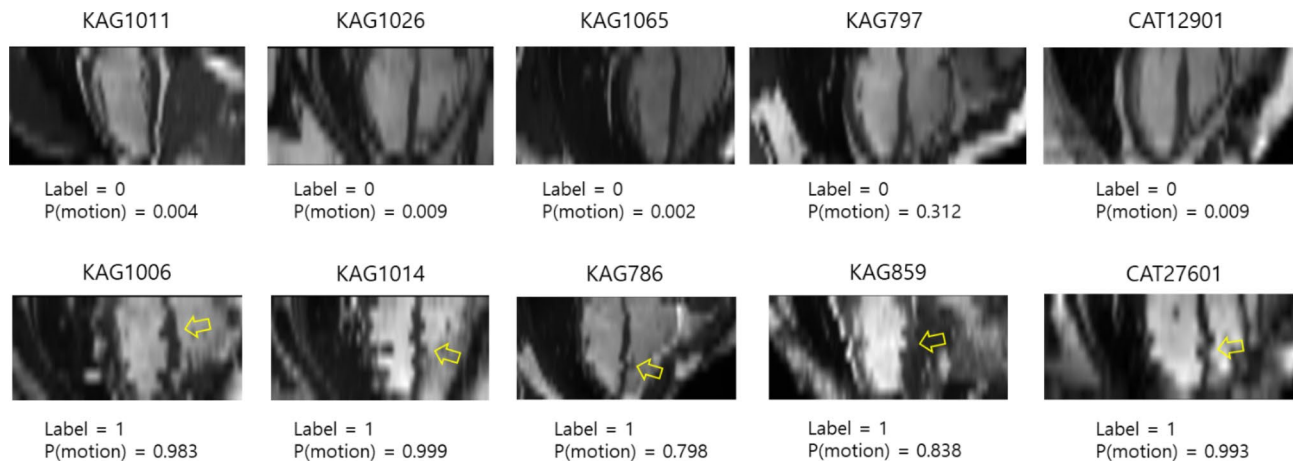 KAG1011 KAG1026 KAG1065 KAG797 CAT12901
Label = 0 Label = 0 Label = 0 Label = 0 Label = 0
P(motion) = 0.004 P(motion) = 0.009 P(motion) = 0.002 P(motion) = 0.312 P(motion) = 0.009
KAG1006 KAG1014 KAG786 KAG859 CAT27601
Label = 1 Label = 1 Label = 1 Label = 1 Label = 1
P(motion) = 0.983 P(motion) = 0.999 P(motion) = 0.798 P(motion) = 0.838 P(motion) = 0.993